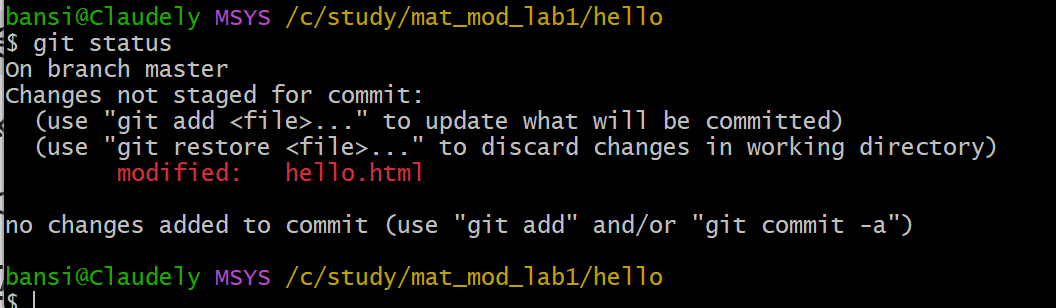 bansi@Claudely MSYS /c/study/mat_mod_lab1/hello
$ git status
On branch master
Changes not staged for commit:
  (use "git add <file>..." to update what will be committed)
  (use "git restore <file>..." to discard changes in working directory)
        modified:   hello.html

no changes added to commit (use "git add" and/or "git commit -a")

bansi@Claudely MSYS /c/study/mat_mod_lab1/hello
$